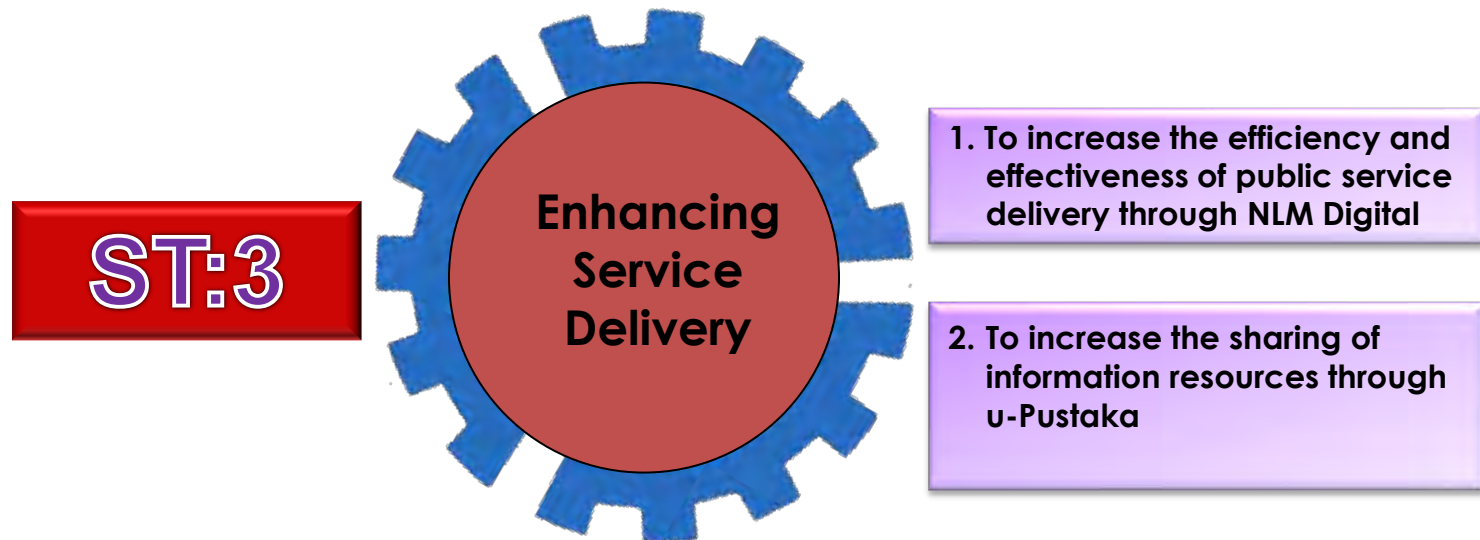 ST:3
Enhancing
Service
Delivery
1. To increase the efficiency and
effectiveness of public service
delivery through NLM Digital
2. To increase the sharing of
information resources through
u-Pustaka